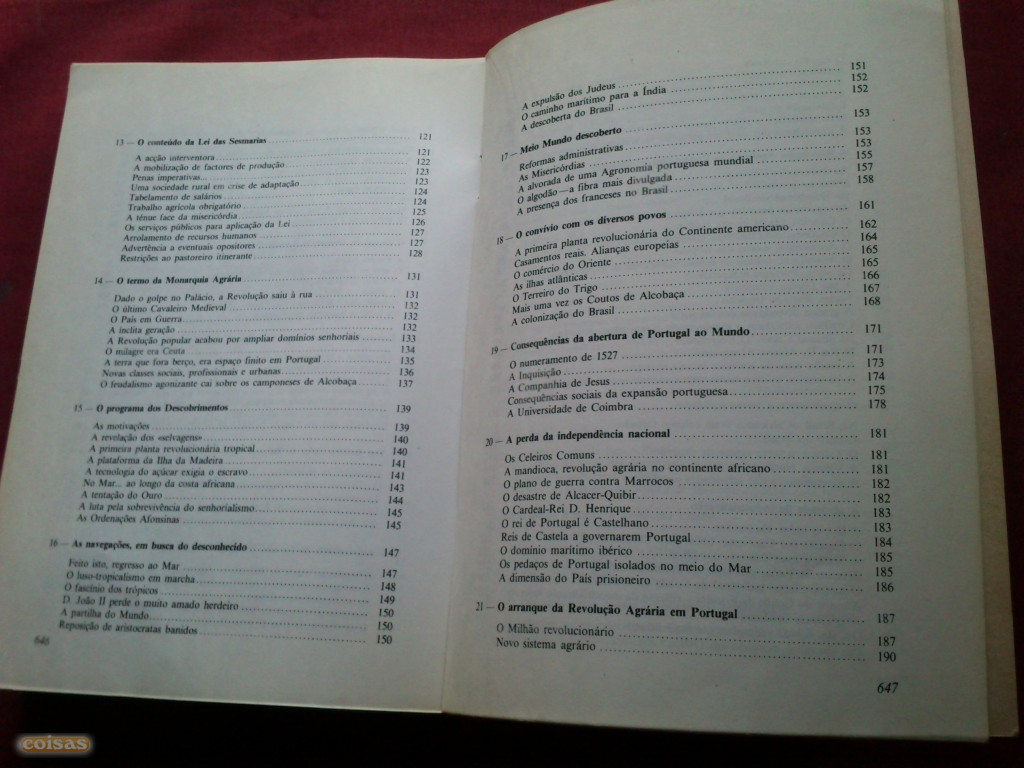 13 — O conteúdo da Lei das Sesmarias ..... 121
A acção interventora ..... 121
A mobilização de factores de produção ..... 122
Penas imperativas... ..... 123
Uma sociedade rural em crise de adaptação ..... 123
Tabelamento de salários ..... 124
Trabalho agrícola obrigatório ..... 124
A ténue face da misericórdia ..... 125
Os serviços públicos para aplicação da Lei ..... 126
Arrolamento de recursos humanos ..... 127
Advertência a eventuais opositores ..... 127
Restrições ao pastoreiro itinerante ..... 128
14 — O termo da Monarquia Agrária ..... 131
Dado o golpe no Palácio, a Revolução saiu à rua ..... 131
O último Cavaleiro Medieval ..... 132
O País em Guerra ..... 132
A ínclita geração ..... 132
A Revolução popular acabou por ampliar domínios senhoriais ..... 133
O milagre era Ceuta ..... 134
A terra que fora berço, era espaço finito em Portugal ..... 135
Novas classes sociais, profissionais e urbanas ..... 136
O feudalismo agonizante cai sobre os camponeses de Alcobaça ..... 137
15 — O programa dos Descobrimentos ..... 139
As motivações ..... 139
A revelação dos «selvagens» ..... 140
A primeira planta revolucionária tropical ..... 140
A plataforma da Ilha da Madeira ..... 141
A tecnologia do açúcar exigia o escravo ..... 141
No Mar... ao longo da costa africana ..... 143
A tentação do Ouro ..... 144
A luta pela sobrevivência do senhorialismo ..... 145
As Ordenações Afonsinas ..... 145
16 — As navegações, em busca do desconhecido ..... 147
Feito isto, regresso ao Mar ..... 147
O luso-tropicalismo em marcha ..... 148
O fascínio dos trópicos ..... 149
D. João II perde o muito amado herdeiro ..... 150
A partilha do Mundo ..... 150
Reposição de aristocratas banidos ..... 150
646
A expulsão dos Judeus ..... 151
O caminho marítimo para a Índia ..... 152
A descoberta do Brasil ..... 152
17 — Meio Mundo descoberto ..... 153
Reformas administrativas ..... 153
As Misericórdias ..... 153
A alvorada de uma Agronomia portuguesa mundial ..... 155
O algodão — a fibra mais divulgada ..... 157
A presença dos franceses no Brasil ..... 158
18 — O convívio com os diversos povos ..... 161
A primeira planta revolucionária do Continente americano ..... 162
Casamentos reais. Alianças europeias ..... 164
O comércio do Oriente ..... 165
As ilhas atlânticas ..... 165
O Terreiro do Trigo ..... 166
Mais uma vez os Coutos de Alcobaça ..... 167
A colonização do Brasil ..... 168
19 — Consequências da abertura de Portugal ao Mundo ..... 171
O numeramento de 1527 ..... 171
A Inquisição ..... 173
A Companhia de Jesus ..... 174
Consequências sociais da expansão portuguesa ..... 175
A Universidade de Coimbra ..... 178
20 — A perda da independência nacional ..... 181
Os Celeiros Comuns ..... 181
A mandioca, revolução agrária no continente africano ..... 181
O plano de guerra contra Marrocos ..... 182
O desastre de Alcacer-Quibir ..... 182
O Cardeal-Rei D. Henrique ..... 183
O rei de Portugal é Castelhano ..... 183
Reis de Castela a governarem Portugal ..... 184
O domínio marítimo ibérico ..... 185
Os pedaços de Portugal isolados no meio do Mar ..... 185
A dimensão do País prisioneiro ..... 186
21 — O arranque da Revolução Agrária em Portugal ..... 187
O Milhão revolucionário ..... 187
Novo sistema agrário ..... 190
647
coisas